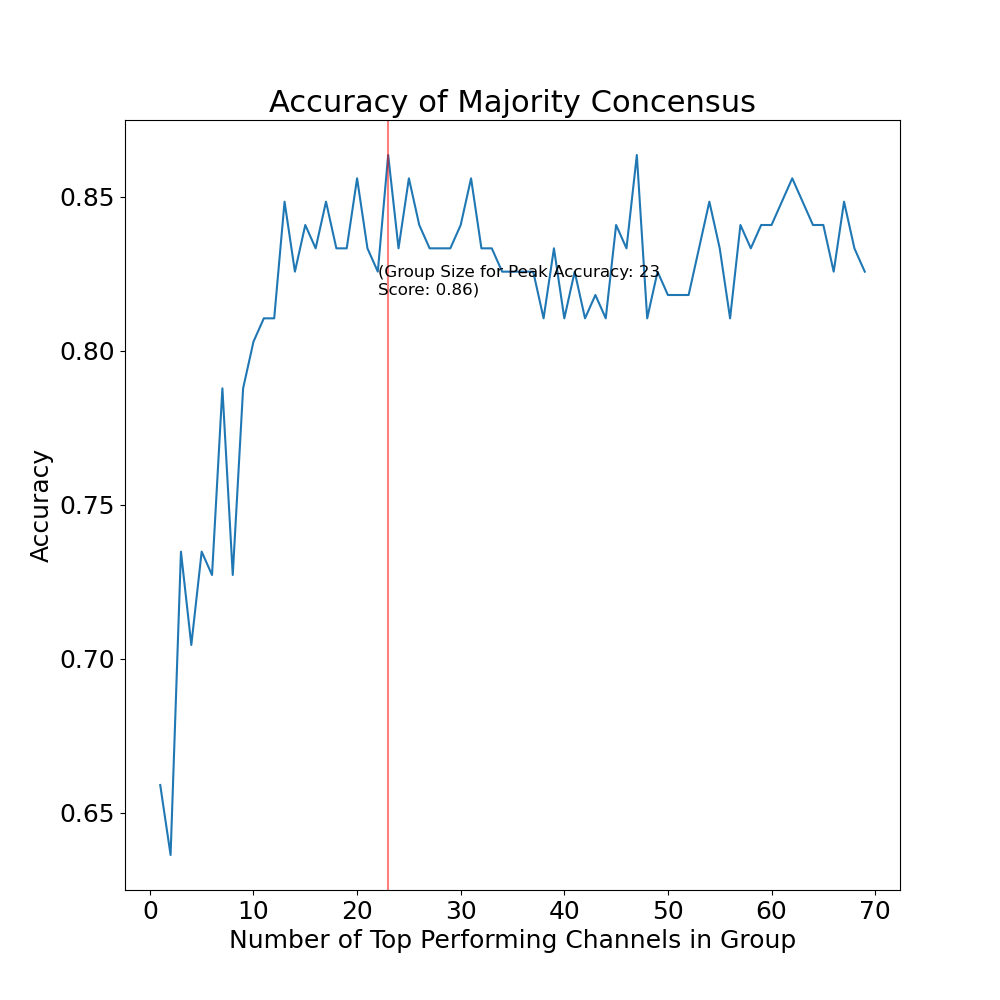 Accuracy of Majority Concensus
0.85
0.80
0.75
0.70
0.65
Accuracy
(Group Size for Peak Accuracy: 23
Score: 0.86)
0 10 20 30 40 50 60 70
Number of Top Performing Channels in Group